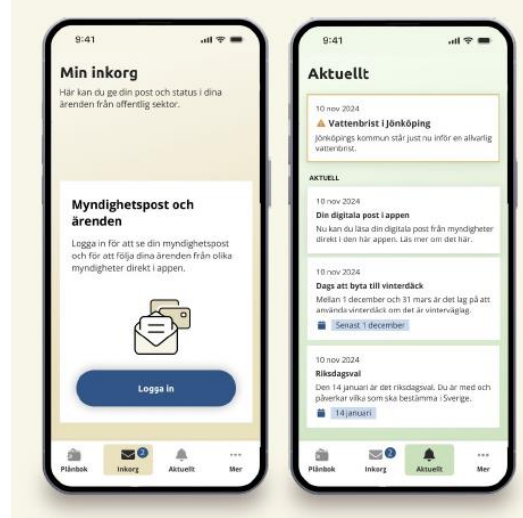 9:41
Min inkorg
Här kan du ge din post och status i dina
ärenden från offentlig sektor.
Myndighetspost och
ärenden
Logga in för att se din myndighetspost
och för att följa dina ärenden från olika
myndigheter direkt i appen.
Logga in
2
Plånbok
Inkorg
Aktuellt
Mer
9:41
Aktuellt
10 nov 2024
Vattenbrist i Jönköping
Jönköpings kommun står just nu inför en allvarlig
vattenbrist.
AKTUELL
10 nov 2024
Din digitala post i appen
Nu kan du läsa din digitala post från myndigheter
direkt i den här appen. Läs mer om det här.
10 nov 2024
Dags att byta till vinterdäck
Mellan 1 december och 31 mars är det lag på att
använda vinterdäck om det är vinterväglag.
Senast 1 december
10 nov 2024
Riksdagsval
Den 14 januari är det riksdagsval. Du är med och
påverkar vilka som ska bestämma i Sverige.
14 januari
2
Plånbok
Inkorg
Aktuellt
Mer